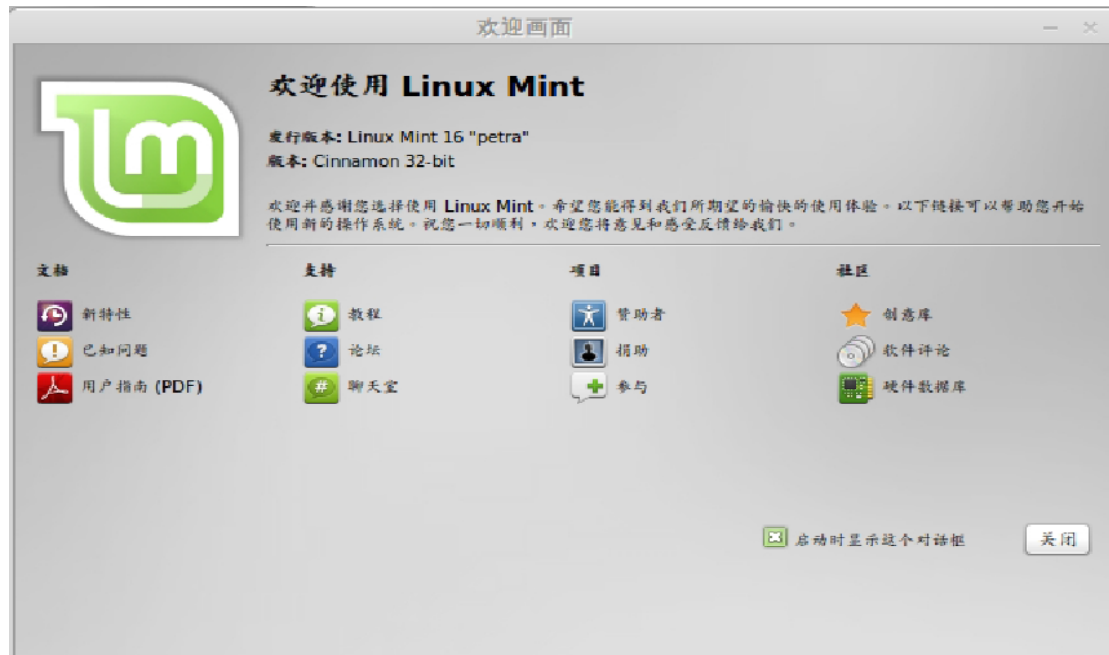 欢迎画面
欢迎使用 Linux Mint
发行版本: Linux Mint 16 "petra"
版本: Cinnamon 32-bit
欢迎并感谢您选择使用 Linux Mint。希望您能得到我们所期望的愉快的使用体验。以下链接可以帮助您开始
使用新的操作系统。祝您一切顺利，欢迎您将意见和感受反馈给我们。
文档 支持 项目 社区
新特性 教程 赞助者 创意库
已知问题 论坛 捐助 软件评论
用户指南 (PDF) 聊天室 参与 硬件数据库
启动时显示这个对话框 关闭